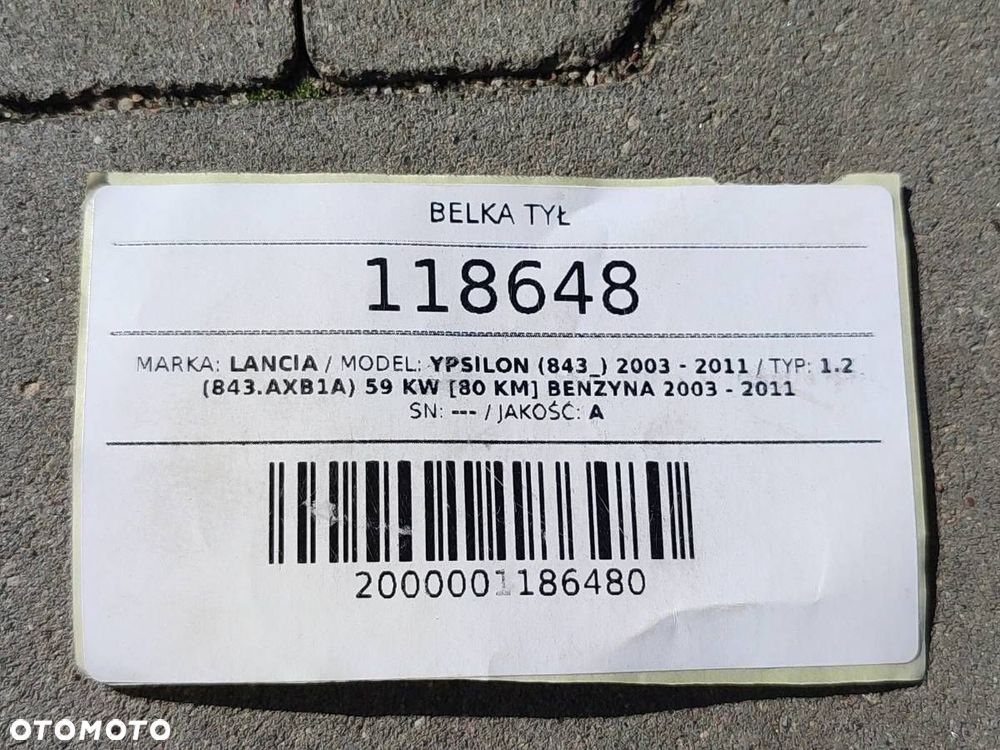 BELKA TYŁ
118648
MARKA: LANCIA / MODEL: YPSILON (843_) 2003 - 2011 / TYP: 1.2
(843.AXB1A) 59 KW [80 KM] BENZYNA 2003 - 2011
SN: --- / JAKOŚĆ: A
2000001186480
OTOMOTO